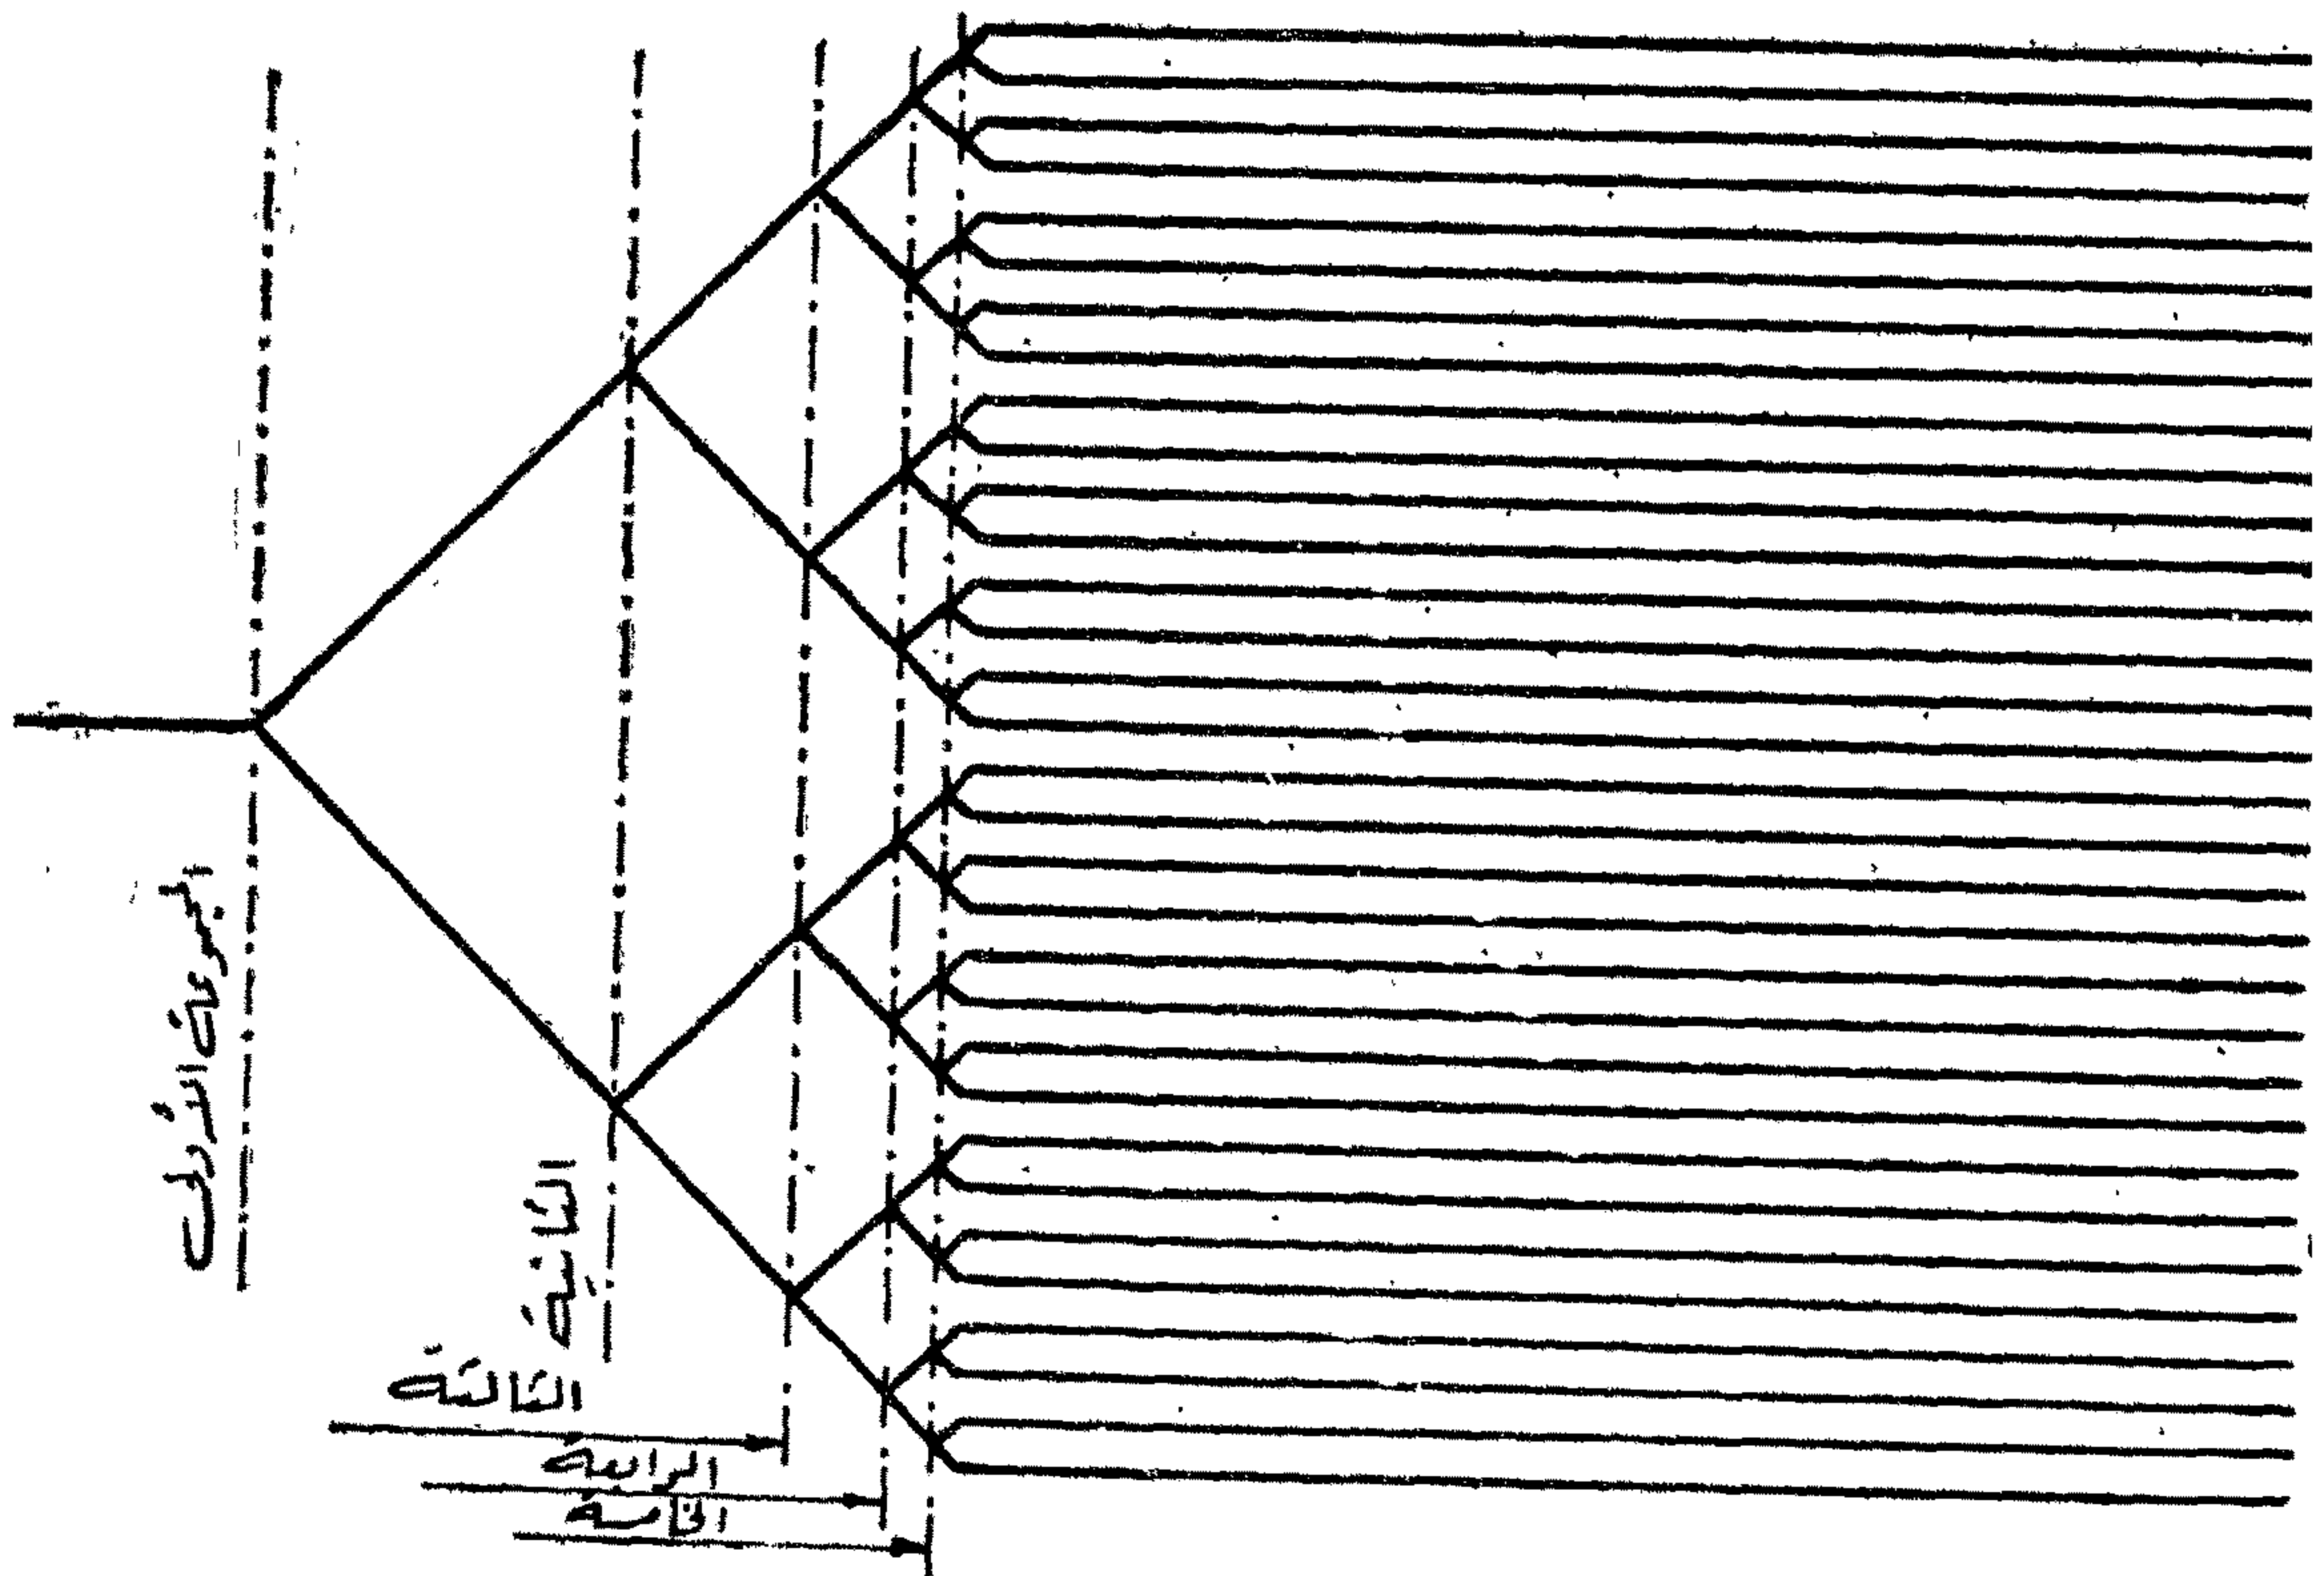 المجموعة الأولى
الثانية
الثالثة
الرابعة
الخامسة